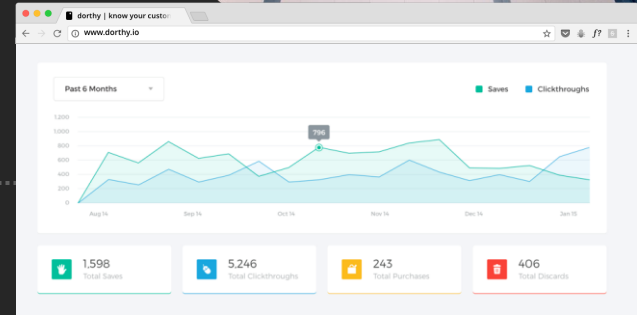 dorthy | know your custon
www.dorthy.io
f?
Past 6 Months
Saves
Clickthroughs
1,200
1,000
800
600
400
200
0
796
Aug 14
Sep 14
Oct 14
Nov 14
Dec 14
Jan 15
1,598
Total Saves
5,246
Total Clickthroughs
243
Total Purchases
406
Total Discards